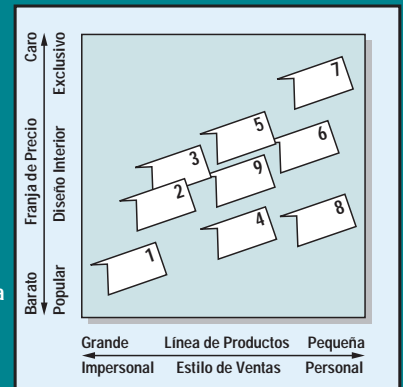 Caro
Exclusivo
Franja de Precio
Diseño Interior
Barato
Popular
7
5
6
3
9
2
4
8
1
a
Grande Línea de Productos Pequeña
Impersonal Estilo de Ventas Personal